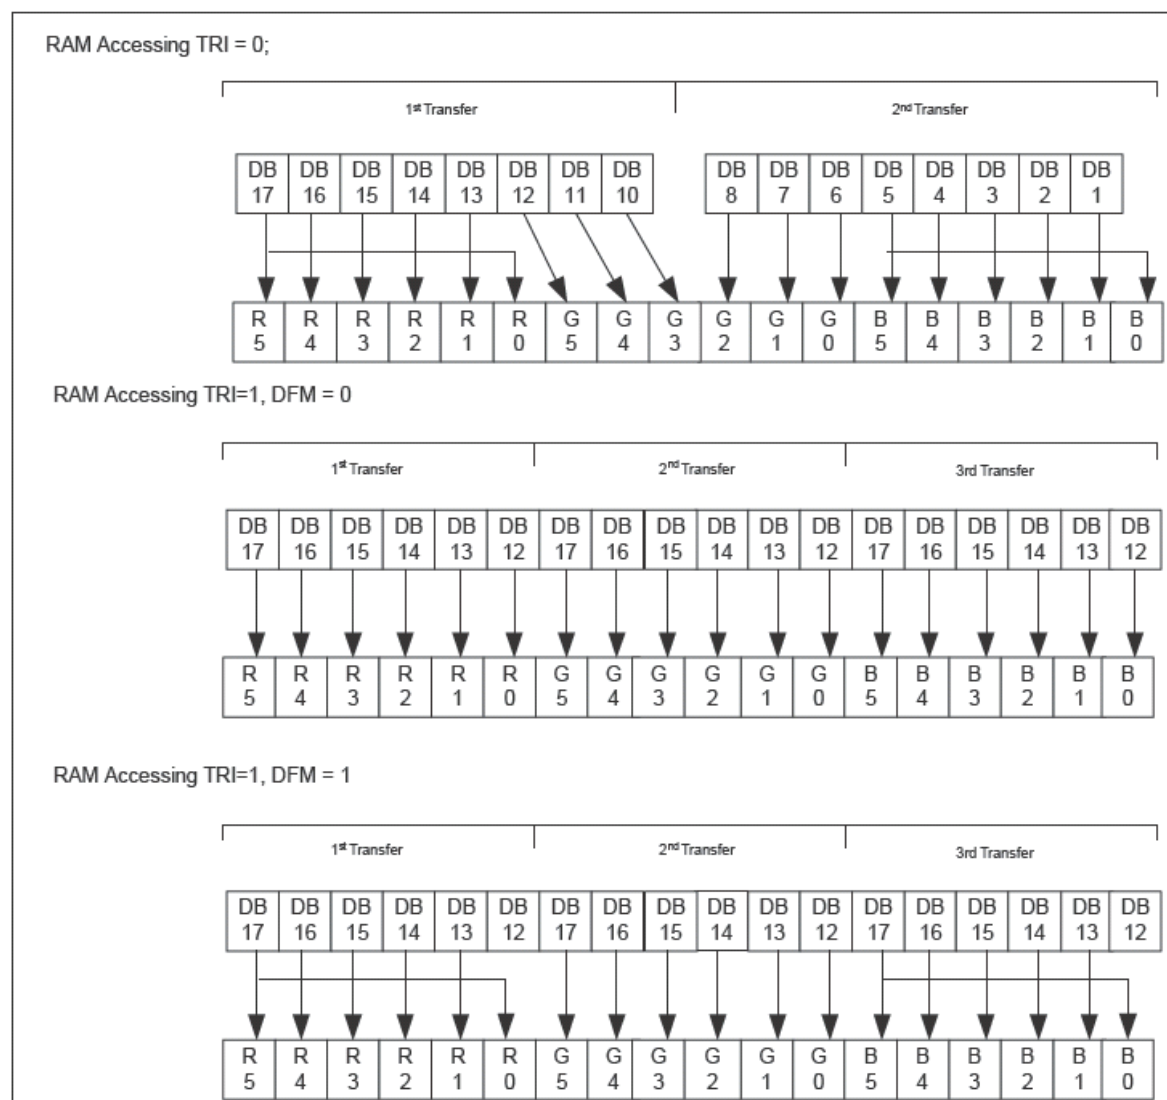 RAM Accessing TRI = 0;
1st Transfer 2nd Transfer
DB DB DB DB DB DB DB DB DB DB DB DB DB DB DB DB
17 16 15 14 13 12 11 10 8 7 6 5 4 3 2 1
R R R R R R G G G G G G B B B B B B
5 4 3 2 1 0 5 4 3 2 1 0 5 4 3 2 1 0
RAM Accessing TRI=1, DFM = 0
1st Transfer 2nd Transfer 3rd Transfer
DB DB DB DB DB DB DB DB DB DB DB DB DB DB DB DB DB DB
17 16 15 14 13 12 17 16 15 14 13 12 17 16 15 14 13 12
R R R R R R G G G G G G B B B B B B
5 4 3 2 1 0 5 4 3 2 1 0 5 4 3 2 1 0
RAM Accessing TRI=1, DFM = 1
1st Transfer 2nd Transfer 3rd Transfer
DB DB DB DB DB DB DB DB DB DB DB DB DB DB DB DB DB DB
17 16 15 14 13 12 17 16 15 14 13 12 17 16 15 14 13 12
R R R R R R G G G G G G B B B B B B
5 4 3 2 1 0 5 4 3 2 1 0 5 4 3 2 1 0